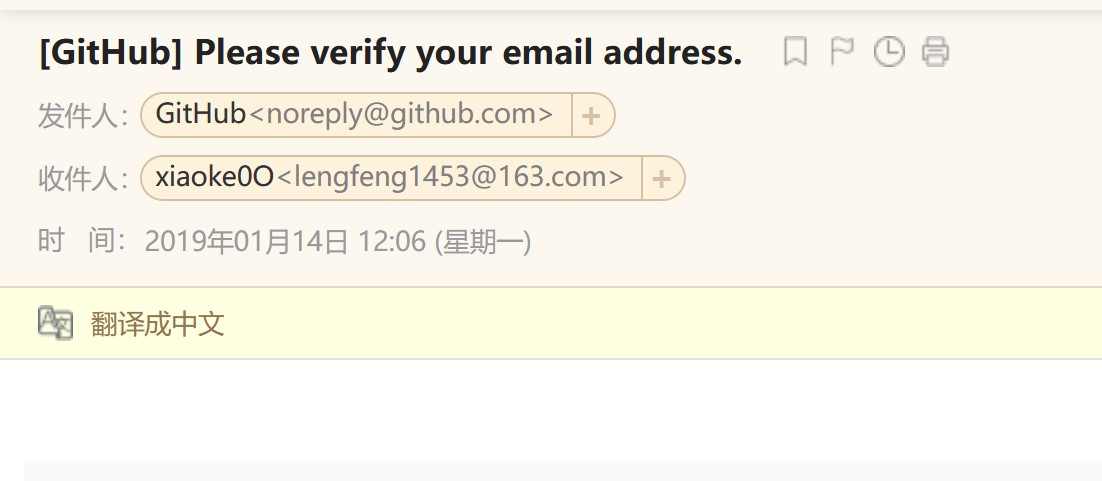 [GitHub] Please verify your email address.
发件人： GitHub<noreply@github.com> +
收件人： xiaoke0O<lengfeng1453@163.com> +
时 间： 2019年01月14日 12:06 (星期一)
翻译成中文